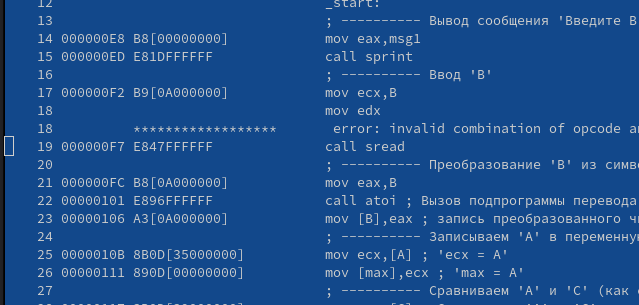 12 _start:
13 ; ---------- Вывод сообщения 'Введите В
14 000000E8 B8[00000000] mov eax,msg1
15 000000ED E81DFFFFFF call sprint
16 ; ---------- Ввод 'В'
17 000000F2 B9[0A000000] mov ecx,B
18 mov edx
18 ****************** error: invalid combination of opcode a
19 000000F7 E847FFFFFF call sread
20 ; ---------- Преобразование 'В' из симво
21 000000FC B8[0A000000] mov eax,B
22 00000101 E896FFFFFF call atoi ; Вызов подпрограммы перевода
23 00000106 A3[0A000000] mov [B],eax ; запись преобразованного ч
24 ; ---------- Записываем 'А' в переменну
25 0000010B 8B0D[35000000] mov ecx,[A] ; 'ecx = A'
26 00000111 890D[00000000] mov [max],ecx ; 'max = A'
27 ; ---------- Сравниваем 'А' и 'С' (как